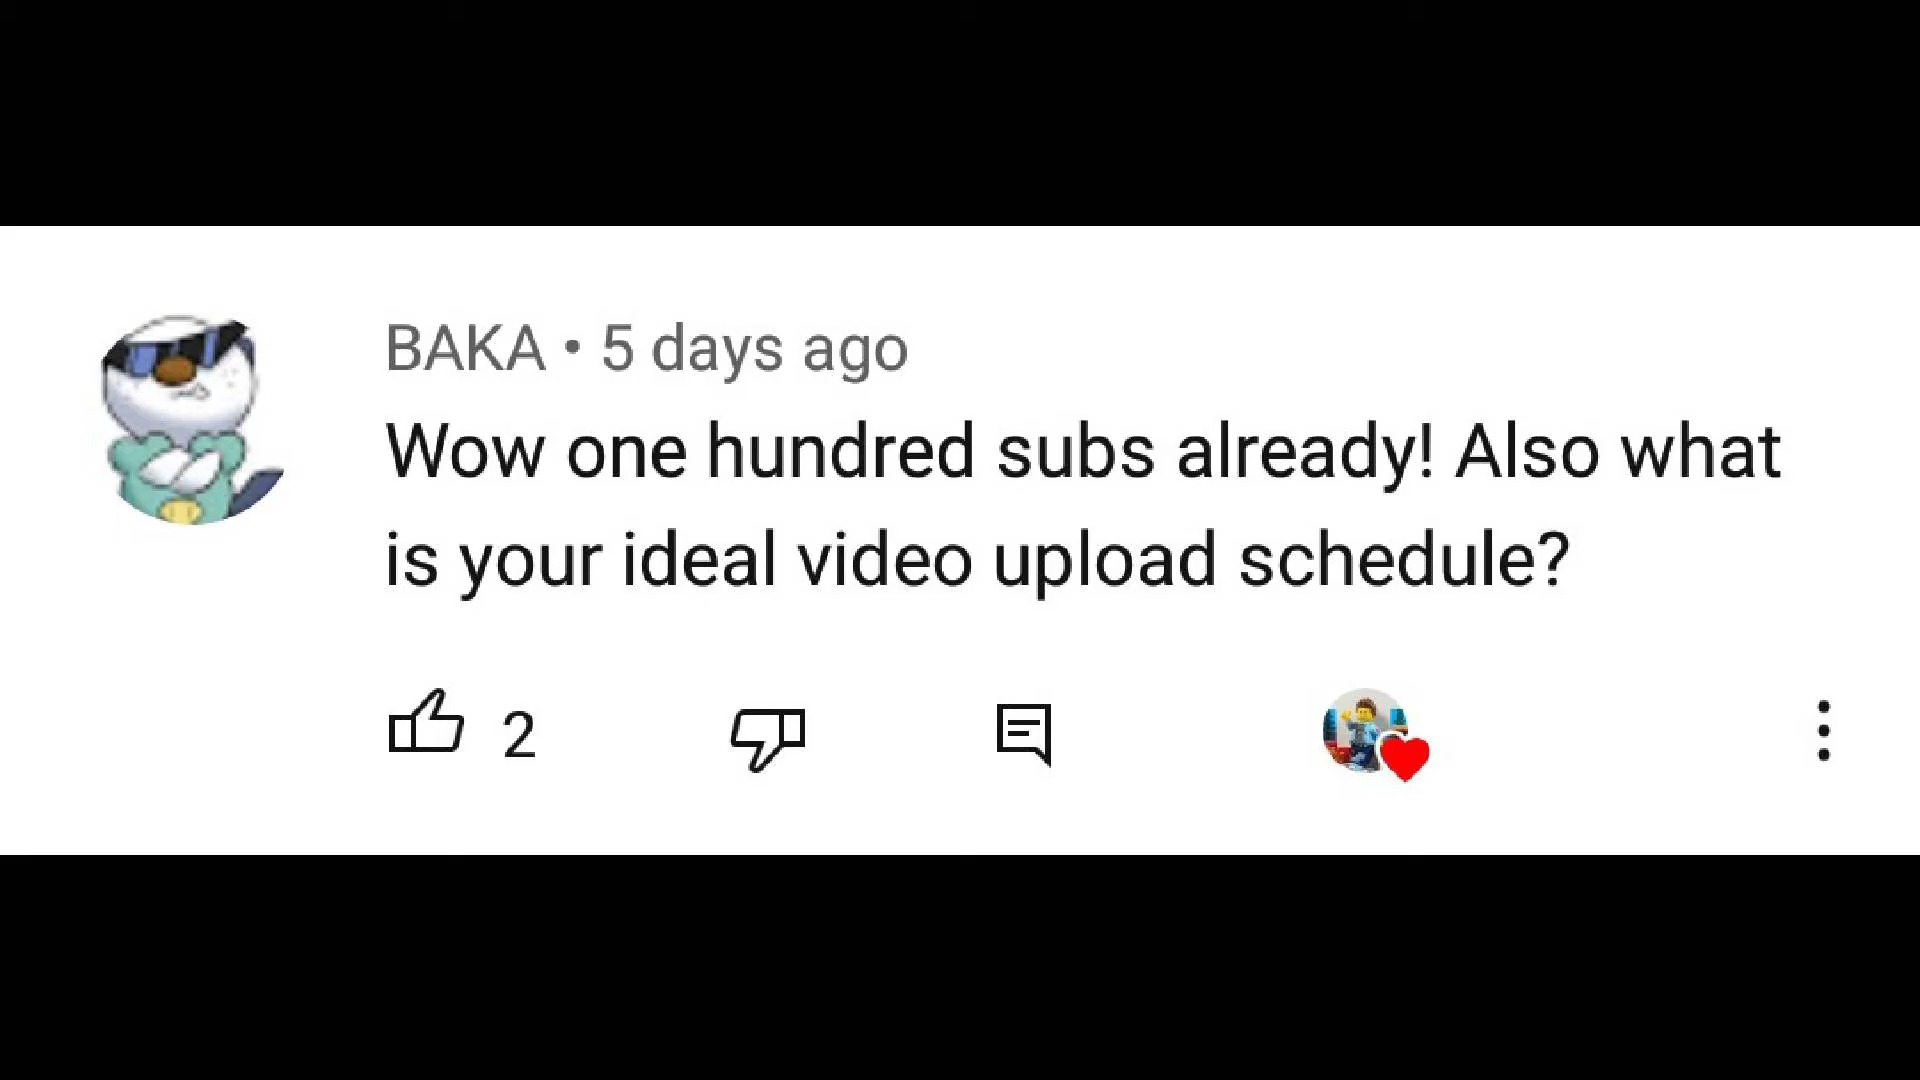 BAKA • 5 days ago
Wow one hundred subs already! Also what
is your ideal video upload schedule?
2